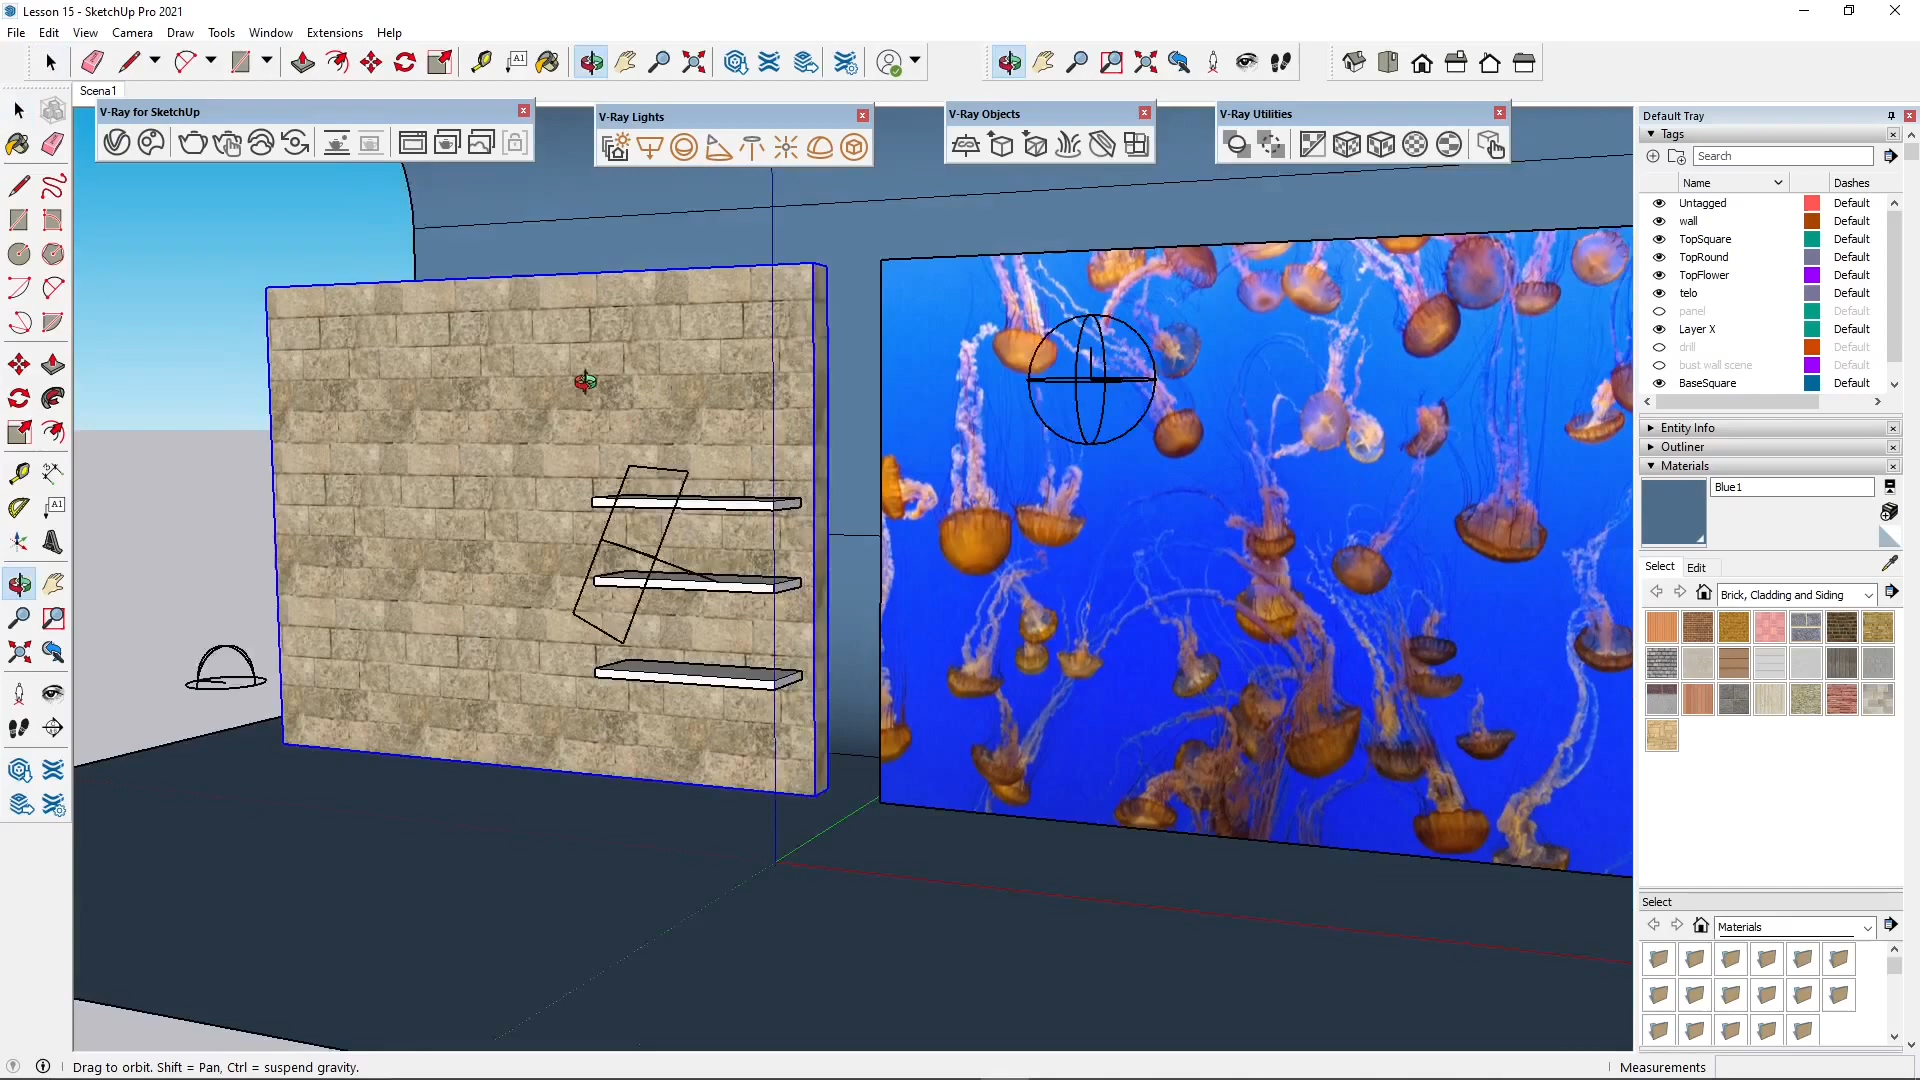 Lesson 15 - SketchUp Pro 2021
File Edit View Camera Draw Tools Window Extensions Help
A1
Scena1
V-Ray for SketchUp
V-Ray Lights
V-Ray Objects
V-Ray Utilities
Default Tray
Tags
Search
Name Dashes
Untagged Default
wall Default
TopSquare Default
TopRound Default
TopFlower Default
telo Default
panel Default
Layer X Default
drill Default
bust wall scene Default
BaseSquare Default
Entity Info
Outliner
Materials
Blue1
A1
Select Edit
Brick, Cladding and Siding
Select
Materials
Drag to orbit. Shift = Pan, Ctrl = suspend gravity.
Measurements